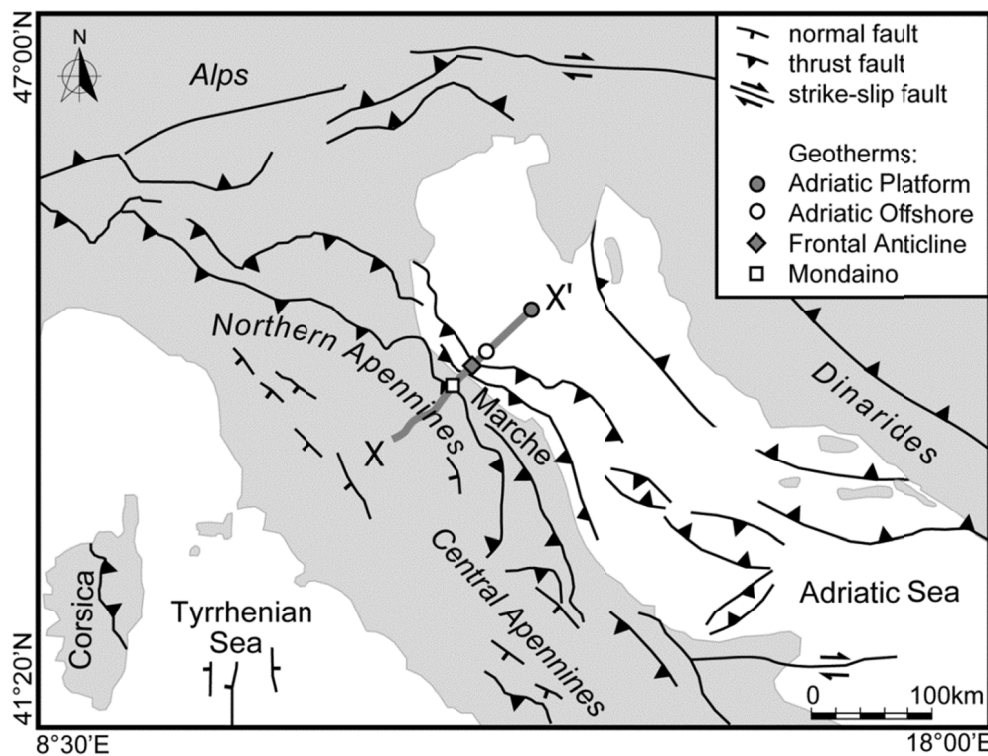 47°00'N
N
Alps
normal fault
thrust fault
strike-slip fault
Geotherms:
Adriatic Platform
Adriatic Offshore
Frontal Anticline
Mondaino
X'
Northern Apennines
Marche
X
Dinarides
Central Apennines
Corsica
Tyrrhenian
Sea
Adriatic Sea
0 100km
41°20'N
8°30'E
18°00'E